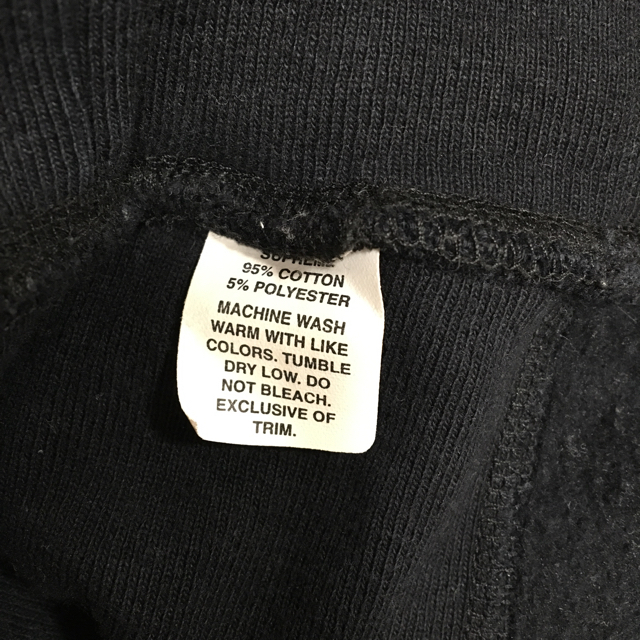 SUPREME
95% COTTON
5% POLYESTER
MACHINE WASH
WARM WITH LIKE
COLORS. TUMBLE
DRY LOW. DO
NOT BLEACH.
EXCLUSIVE OF
TRIM.